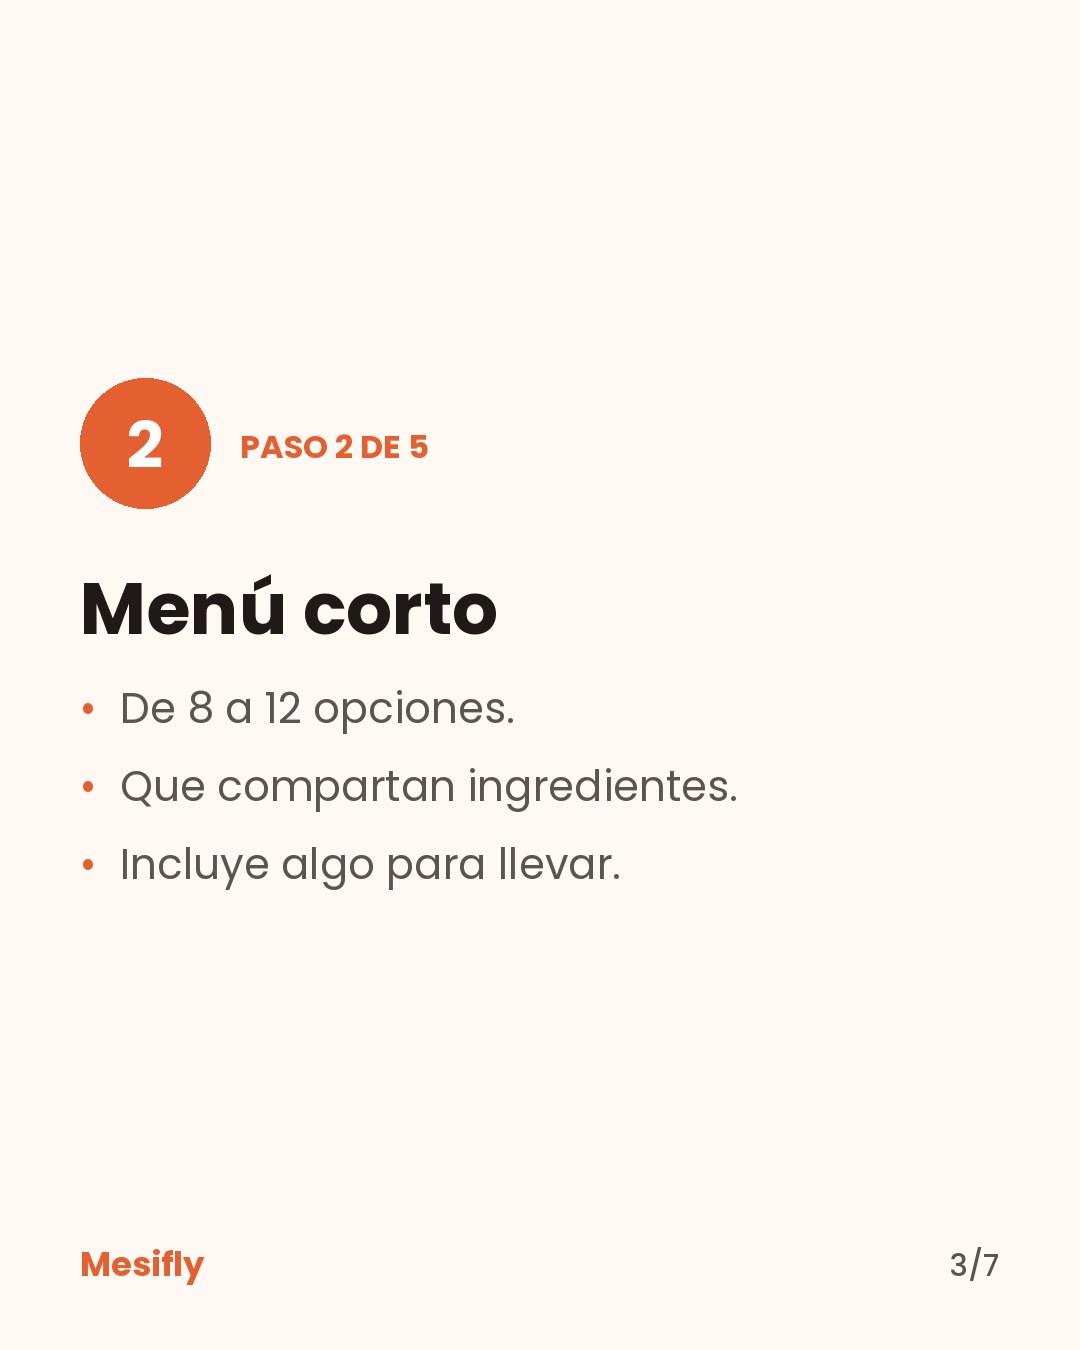 2
PASO 2 DE 5
Menú corto
• De 8 a 12 opciones.
• Que compartan ingredientes.
• Incluye algo para llevar.
Mesifly
3/7